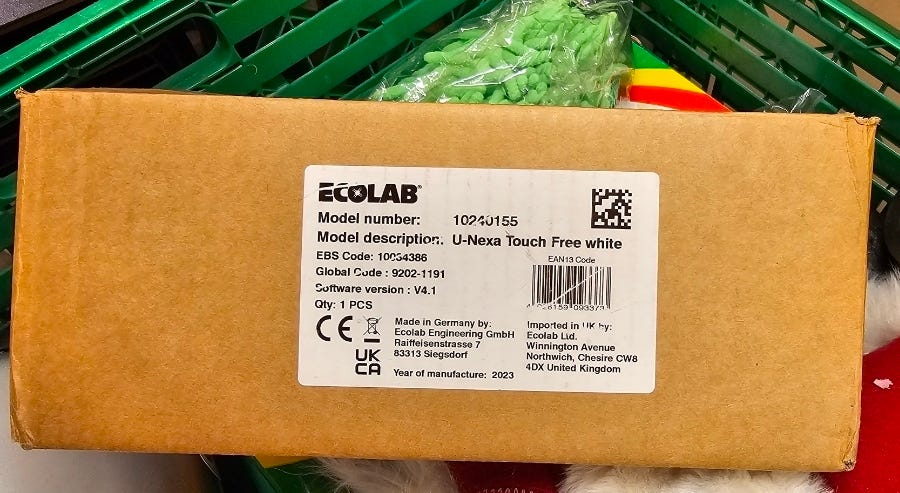 ECOLAB®
Model number: 10240155
Model description: U-Nexa Touch Free white
EBS Code: 10034386
Global Code : 9202-1191
Software version : V4.1
Qty: 1 PCS
EAN13 Code
CE
UK
CA
Made in Germany by:
Ecolab Engineering GmbH
Raiffeisenstrasse 7
83313 Siegsdorf
Year of manufacture: 2023
Imported in UK by:
Ecolab Ltd.
Winnington Avenue
Northwich, Chesire CW8
4DX United Kingdom